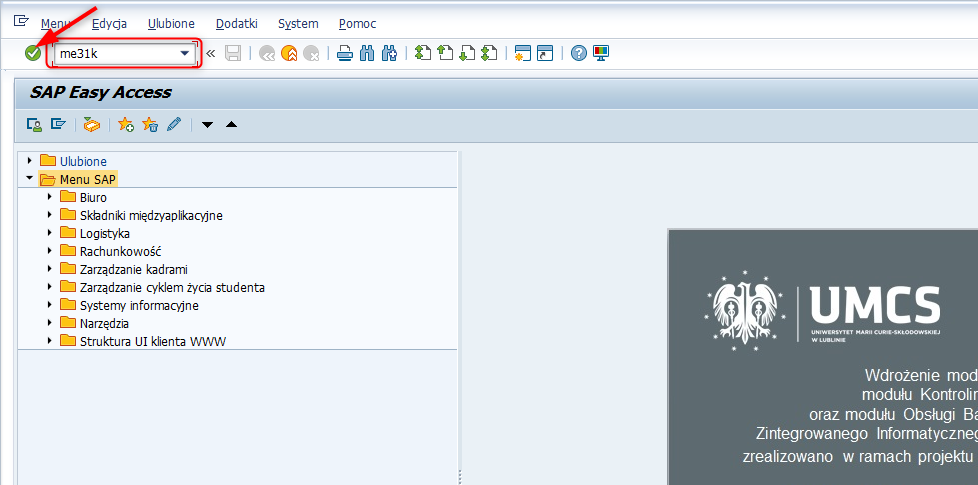 Menu Edycja Ulubione Dodatki System Pomoc
me31k
SAP Easy Access
Ulubione
Menu SAP
Biuro
Składniki międzyaplikacyjne
Logistyka
Rachunkowość
Zarządzanie kadrami
Zarządzanie cyklem życia studenta
Systemy informacyjne
Narzędzia
Struktura UI klienta WWW
UMCS
UNIWERSYTET MARII CURIE-SKŁODOWSKIEJ
W LUBLINIE
Wdrożenie mod
modułu Kontrolin
oraz modułu Obsługi Ba
Zintegrowanego Informatyczneg
zrealizowano w ramach projektu